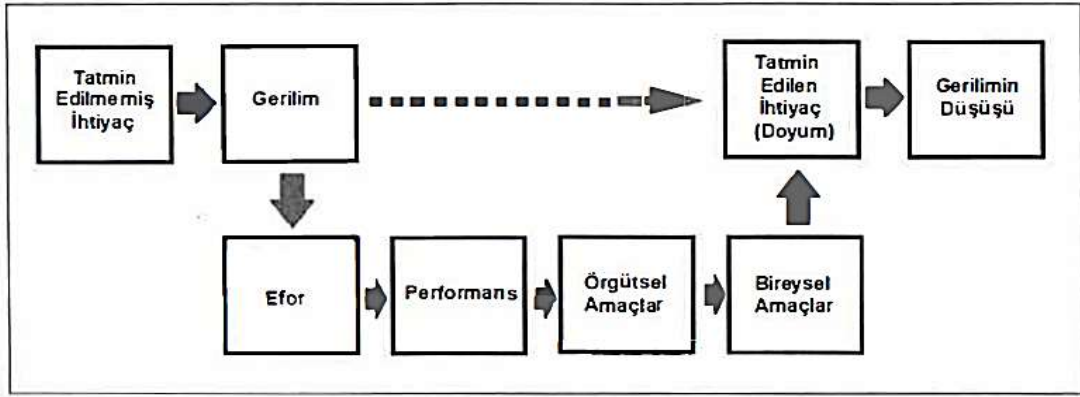 Tatmin
Edilmemiş
İhtiyaç
Gerilim
Tatmin
Edilen
İhtiyaç
(Doyum)
Gerilimin
Düşüşü
Efor
Performans
Örgütsel
Amaçlar
Bireysel
Amaçlar